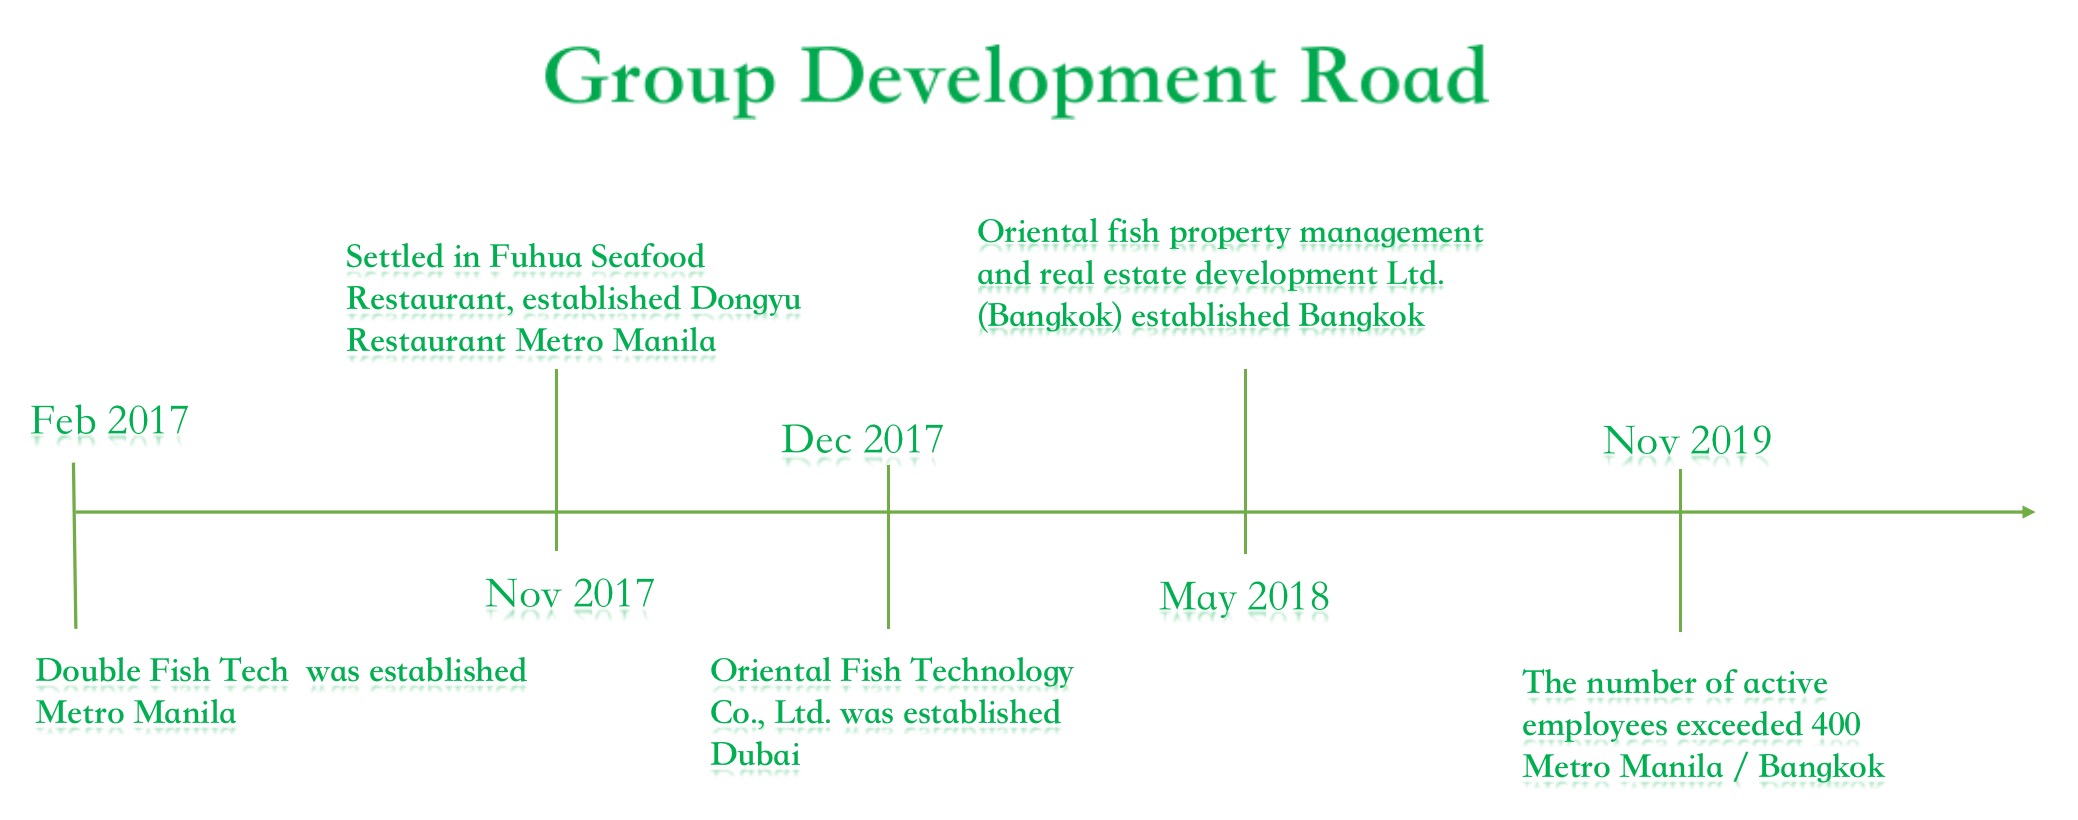 Group Development Road
Feb 2017
Double Fish Tech  was established
Metro Manila
Settled in Fuhua Seafood
Restaurant, established Dongyu
Restaurant Metro Manila
Nov 2017
Dec 2017
Oriental Fish Technology
Co., Ltd. was established
Dubai
Oriental fish property management
and real estate development Ltd.
(Bangkok) established Bangkok
May 2018
Nov 2019
The number of active
employees exceeded 400
Metro Manila / Bangkok